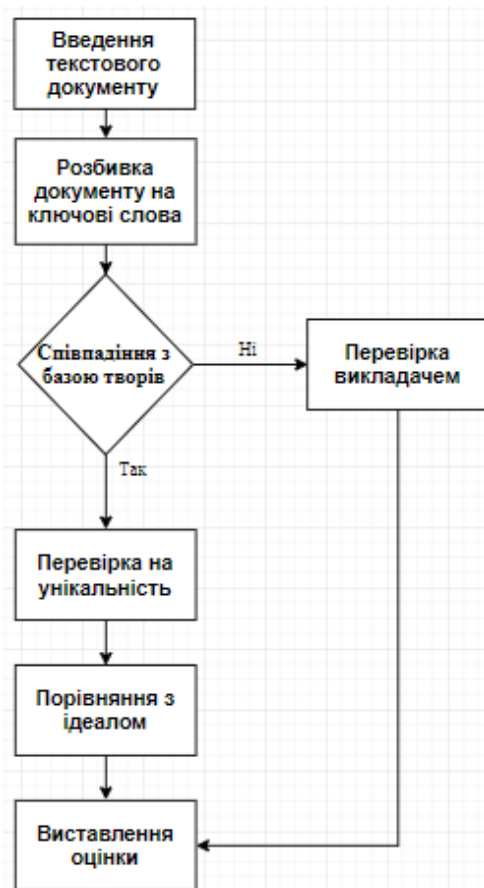 Введення
текстового
документу
Розбивка
документу на
ключові слова
Співпадіння з
базою творів
Ні
Перевірка
викладачем
Так
Перевірка на
унікальність
Порівняння з
ідеалом
Виставлення
оцінки